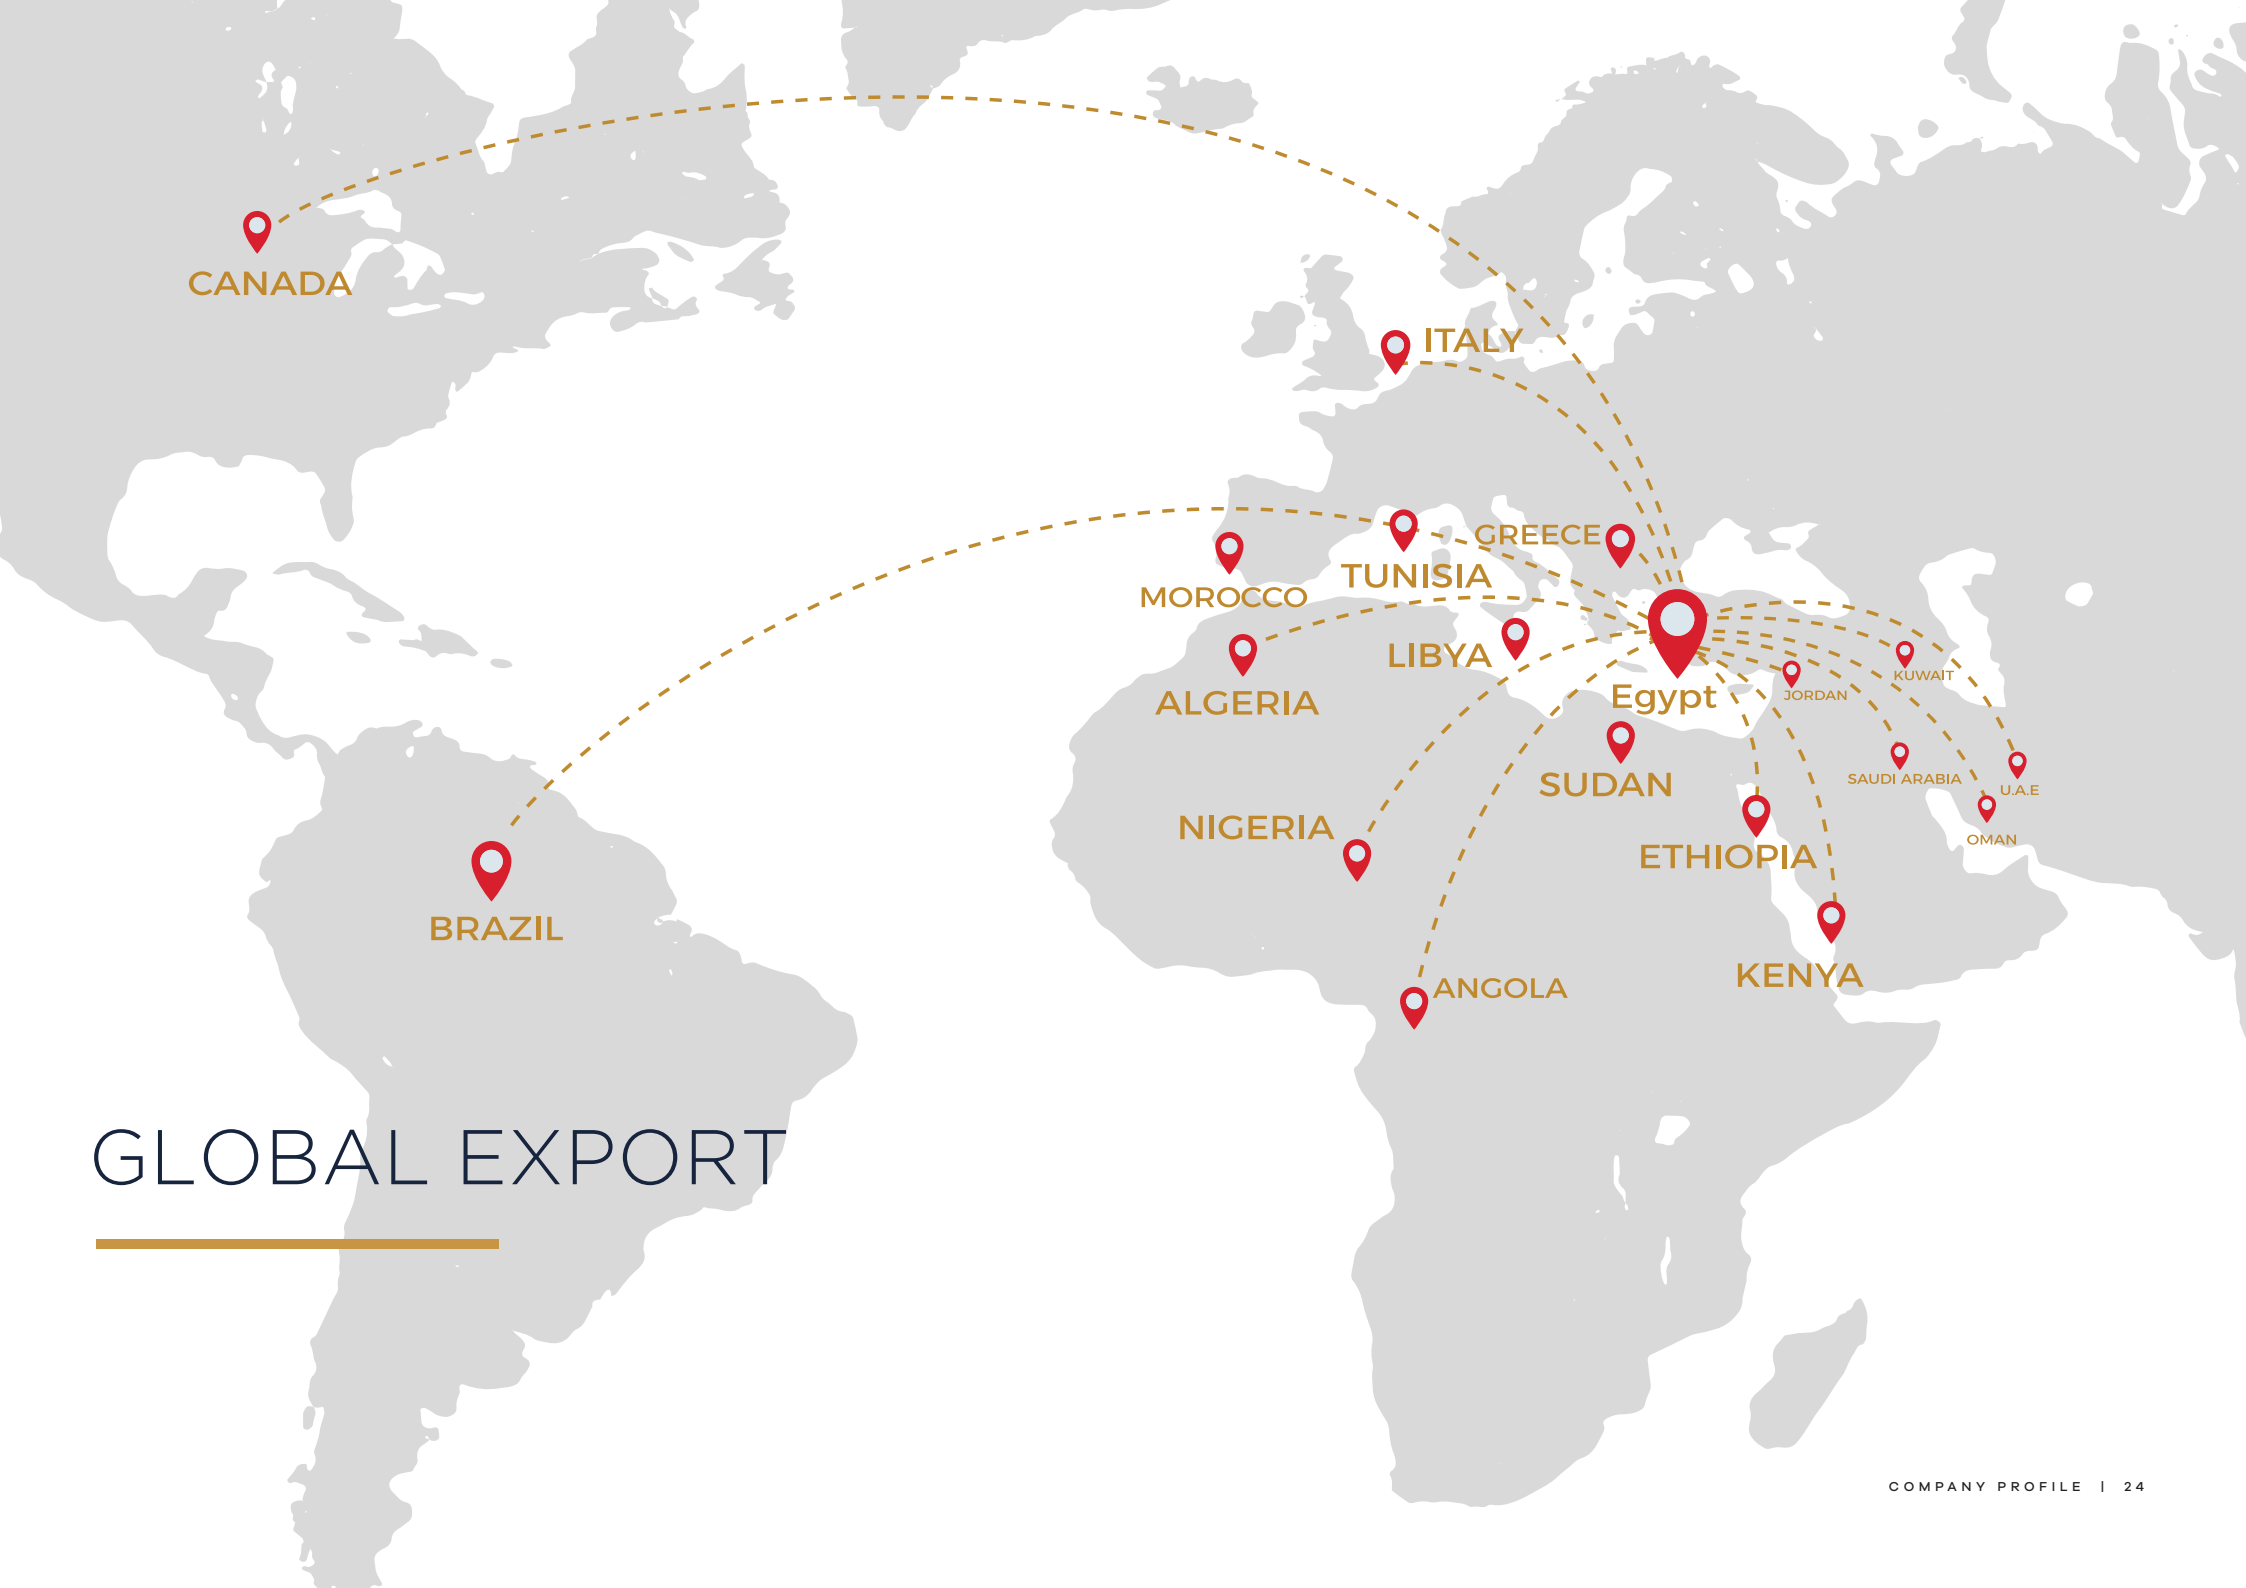 CANADA
ITALY
GREECE
TUNISIA
MOROCCO
LIBYA
ALGERIA
Egypt
KUWAIT
JORDAN
SUDAN
SAUDI ARABIA
U.A.E
NIGERIA
OMAN
ETHIOPIA
BRAZIL
KENYA
ANGOLA
GLOBAL EXPORT
COMPANY PROFILE | 24